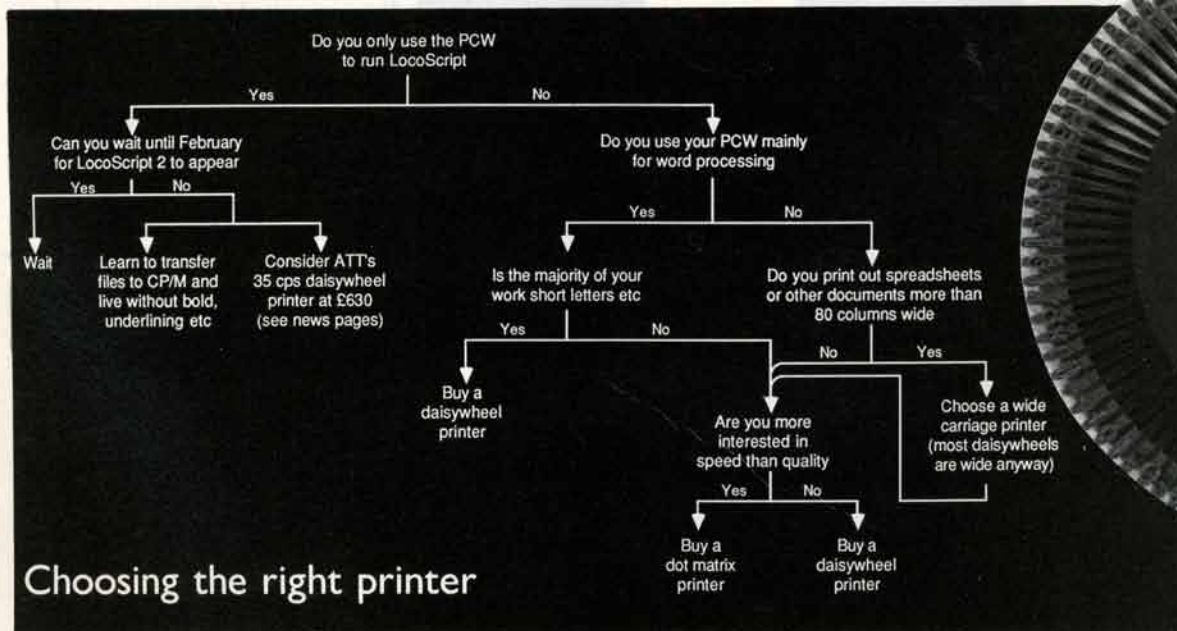 Do you only use the PCW
to run LocoScript
Yes
No
Can you wait until February
for LocoScript 2 to appear
Do you use your PCW mainly
for word processing
Yes
No
Yes
No
Wait
Learn to transfer
files to CP/M and
live without bold,
underlining etc
Consider ATT's
35 cps daisywheel
printer at £630
(see news pages)
Is the majority of your
work short letters etc
Do you print out spreadsheets
or other documents more than
80 columns wide
Yes
No
No
Yes
Buy a
daisywheel
printer
Are you more
interested in
speed than quality
Choose a wide
carriage printer
(most daisywheels
are wide anyway)
Yes
No
Buy a
dot matrix
printer
Buy a
daisywheel
printer
Choosing the right printer